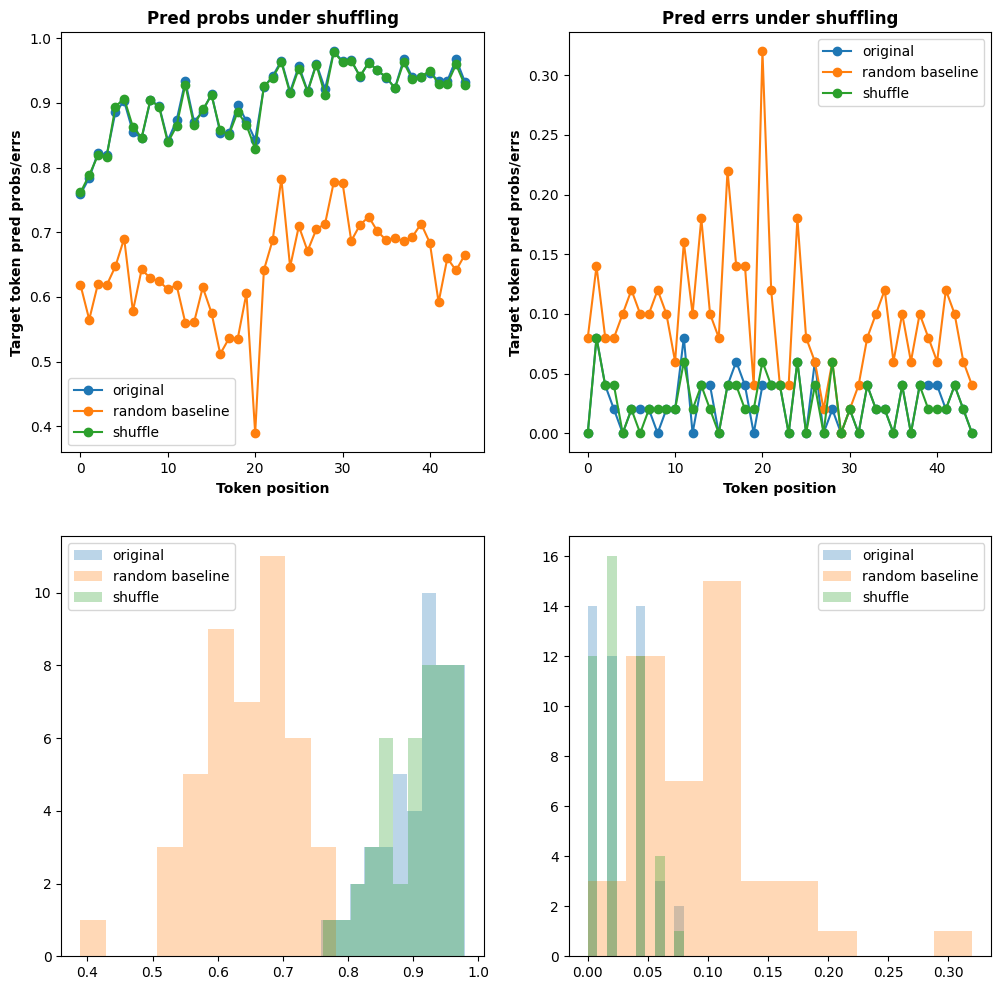 Pred probs under shuffling
Target token pred probs/errs
1.0
0.9
0.8
0.7
0.6
0.5
0.4
original
random baseline
shuffle
0 10 20 30 40
Token position
Pred errs under shuffling
Target token pred probs/errs
0.30
0.25
0.20
0.15
0.10
0.05
0.00
original
random baseline
shuffle
0 10 20 30 40
Token position
10
8
6
4
2
0
original
random baseline
shuffle
0.4 0.5 0.6 0.7 0.8 0.9 1.0
16
14
12
10
8
6
4
2
0
original
random baseline
shuffle
0.00 0.05 0.10 0.15 0.20 0.25 0.30